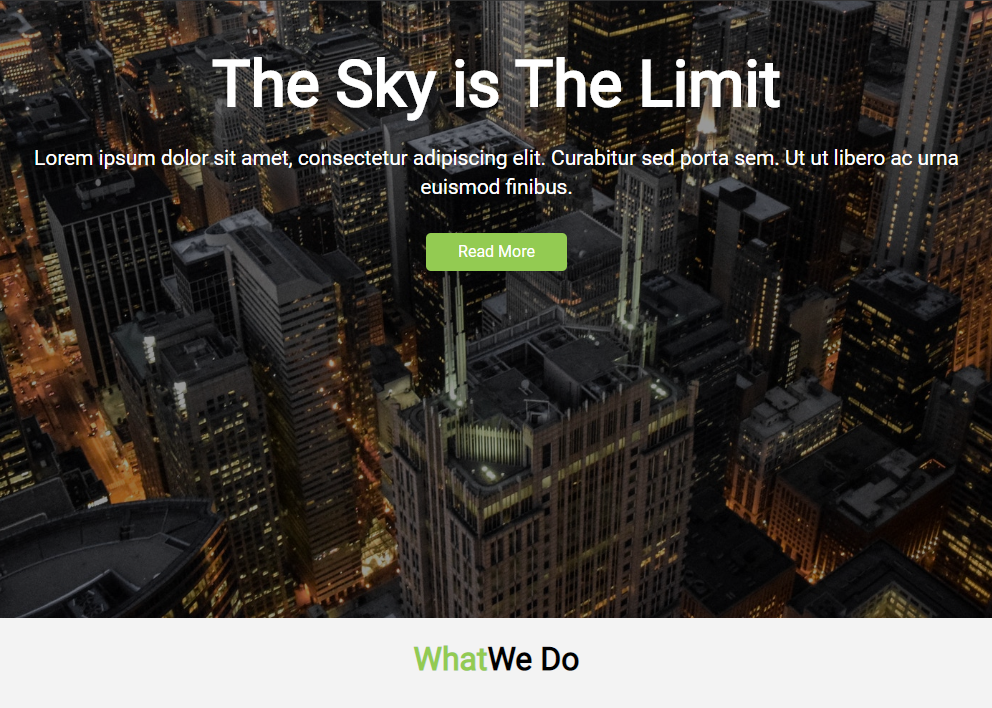 The Sky is The Limit
Lorem ipsum dolor sit amet, consectetur adipiscing elit. Curabitur sed porta sem. Ut ut libero ac urna
euismod finibus.
Read More
WhatWe Do